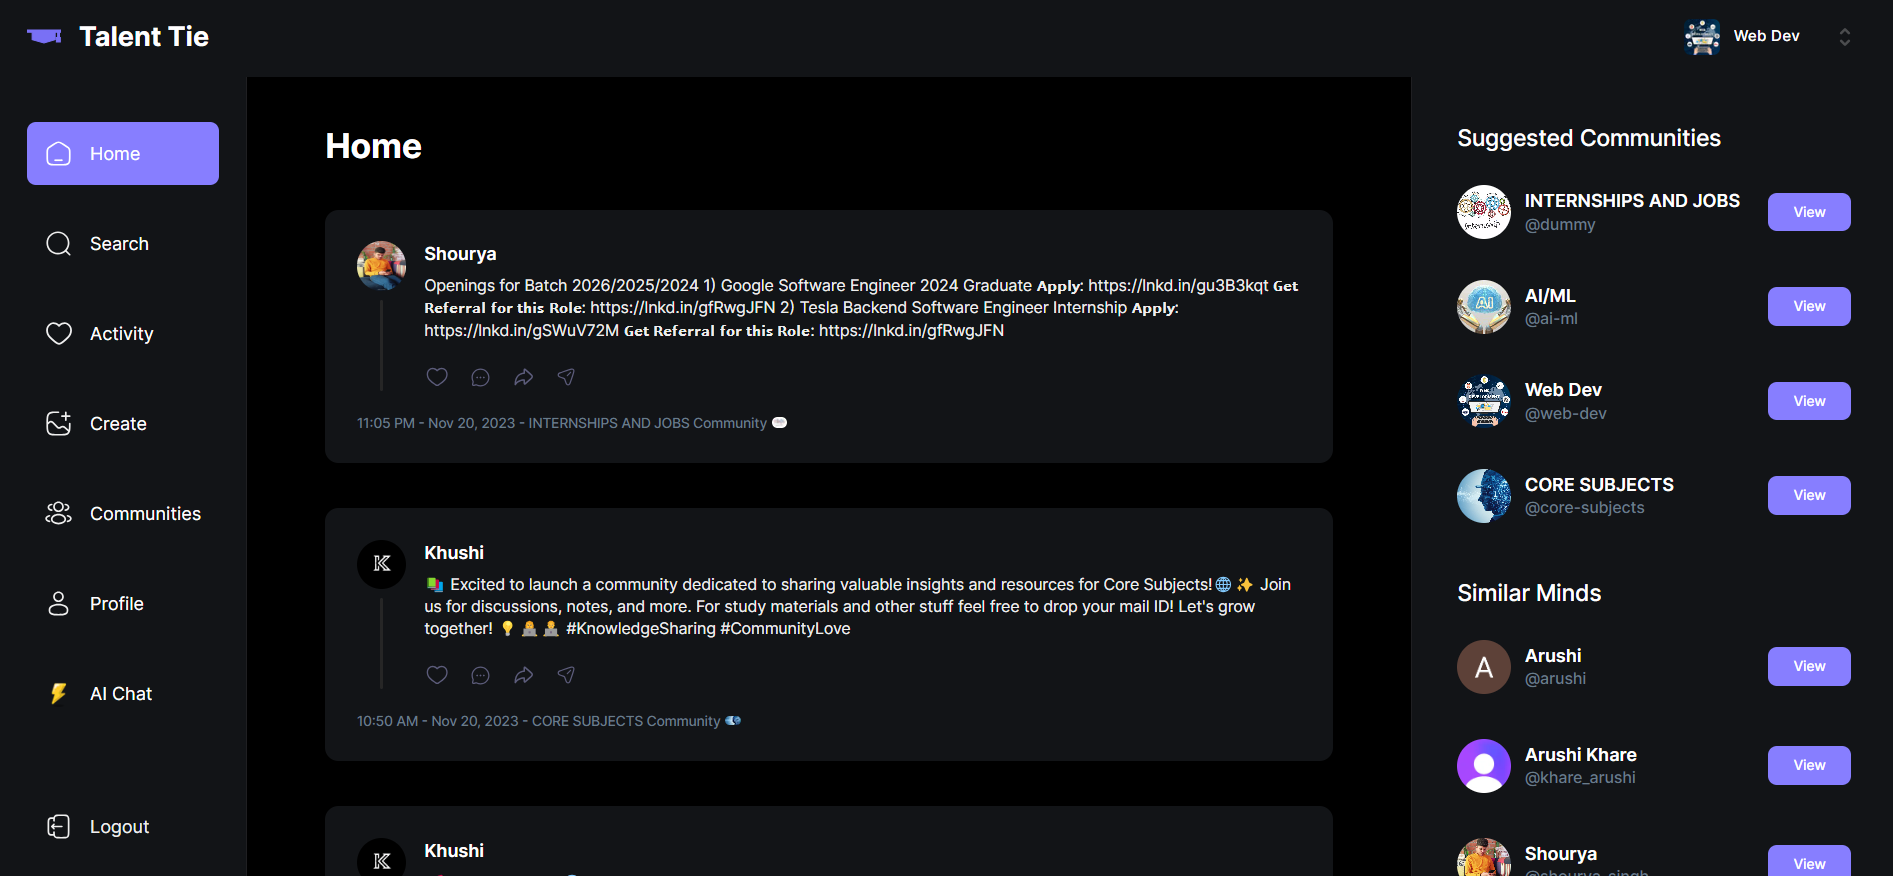 Talent Tie
Web Dev
Home
Search
Activity
Create
Communities
Profile
AI Chat
Logout
Home
Shourya
Openings for Batch 2026/2025/2024 1) Google Software Engineer 2024 Graduate Apply: https://lnkd.in/gu3B3kqt Get
Referral for this Role: https://lnkd.in/gfRwgJFN 2) Tesla Backend Software Engineer Internship Apply:
https://lnkd.in/gSWuV72M Get Referral for this Role: https://lnkd.in/gfRwgJFN
11:05 PM - Nov 20, 2023 - INTERNSHIPS AND JOBS Community
K
Khushi
📚 Excited to launch a community dedicated to sharing valuable insights and resources for Core Subjects!🌐 ✨ Join
us for discussions, notes, and more. For study materials and other stuff feel free to drop your mail ID! Let's grow
together! 💡 👩‍💻 👨‍💻 #KnowledgeSharing #CommunityLove
10:50 AM - Nov 20, 2023 - CORE SUBJECTS Community
K
Khushi
Suggested Communities
INTERNSHIPS AND JOBS
@dummy
View
AI
AI/ML
@ai-ml
View
Web Dev
@web-dev
View
CORE SUBJECTS
@core-subjects
View
Similar Minds
A
Arushi
@arushi
View
Arushi Khare
@khare_arushi
View
Shourya
@shourya_singh
View